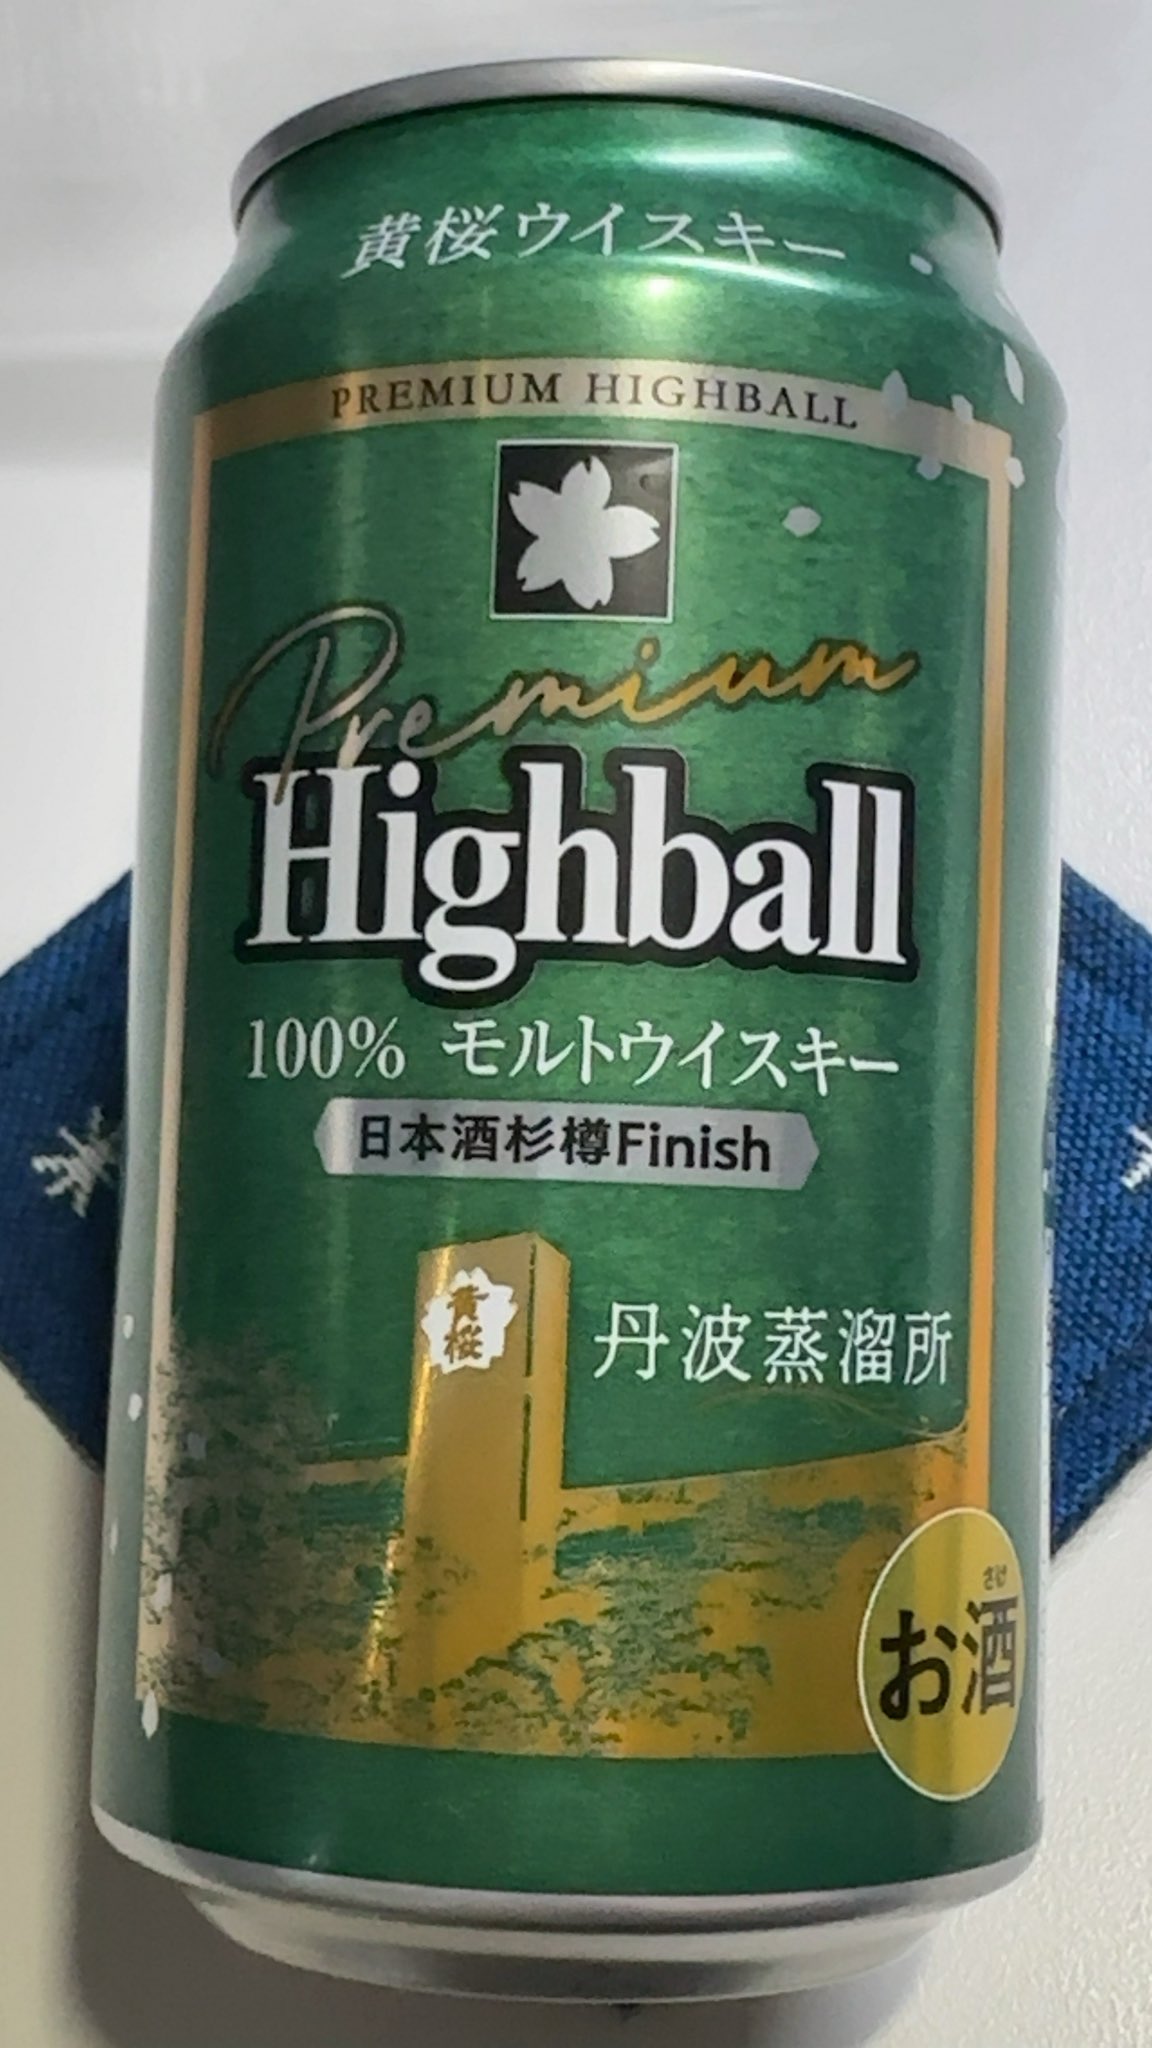 黄桜ウイスキー
PREMIUM HIGHBALL
Premium
Highball
100% モルトウイスキー
日本酒杉樽Finish
黄桜
丹波蒸溜所
さけ
お酒